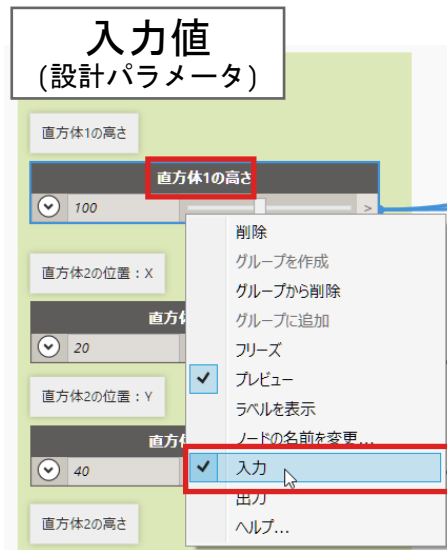 入力値
(設計パラメータ)
直方体1の高さ
直方体1の高さ
100
>
削除
グループを作成
直方体2の位置：X
グループから削除
直方
グループに追加
20
フリーズ
プレビュー
直方体2の位置：Y
ラベルを表示
直方
ノードの名前を変更...
40
入力
出力
直方体2の高さ
ヘルプ...